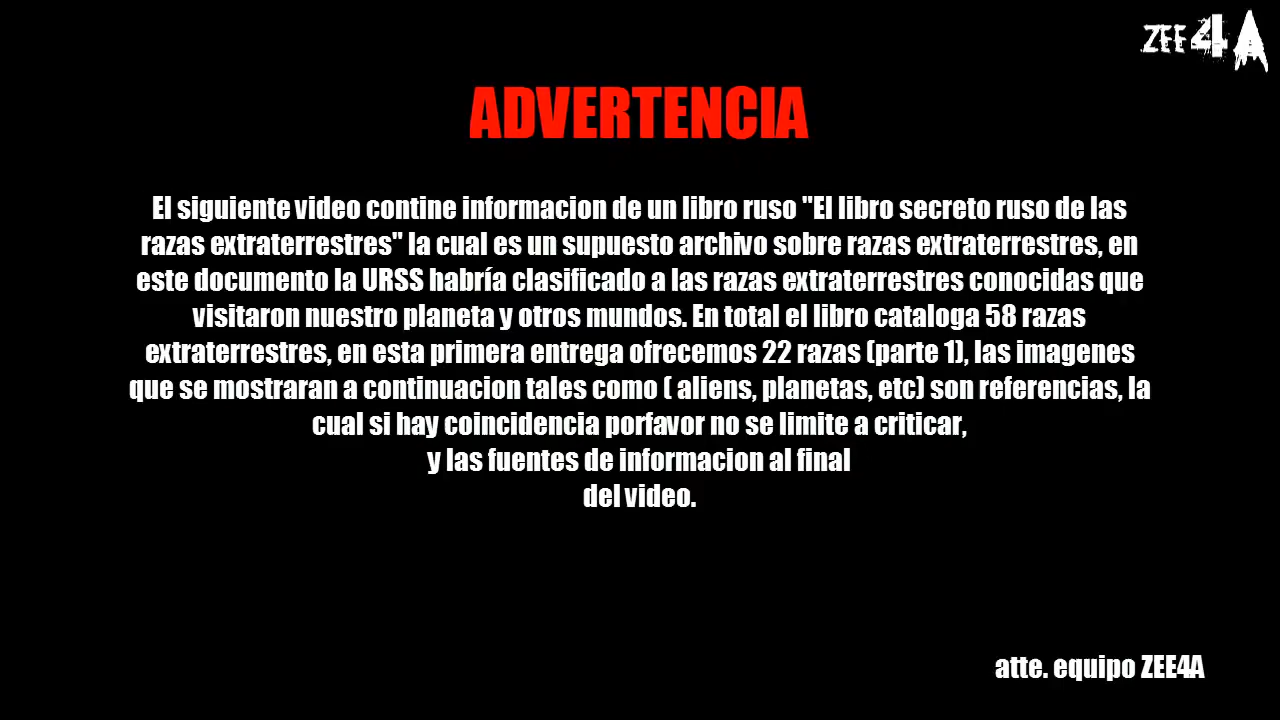 ZEE4A
ADVERTENCIA
El siguiente video contine informacion de un libro ruso "El libro secreto ruso de las
razas extraterrestres" la cual es un supuesto archivo sobre razas extraterrestres, en
este documento la URSS habría clasificado a las razas extraterrestres conocidas que
visitaron nuestro planeta y otros mundos. En total el libro cataloga 58 razas
extraterrestres, en esta primera entrega ofrecemos 22 razas (parte 1), las imagenes
que se mostraran a continuacion tales como ( aliens, planetas, etc) son referencias, la
cual si hay coincidencia porfavor no se limite a criticar,
y las fuentes de informacion al final
del video.
atte. equipo ZEE4A